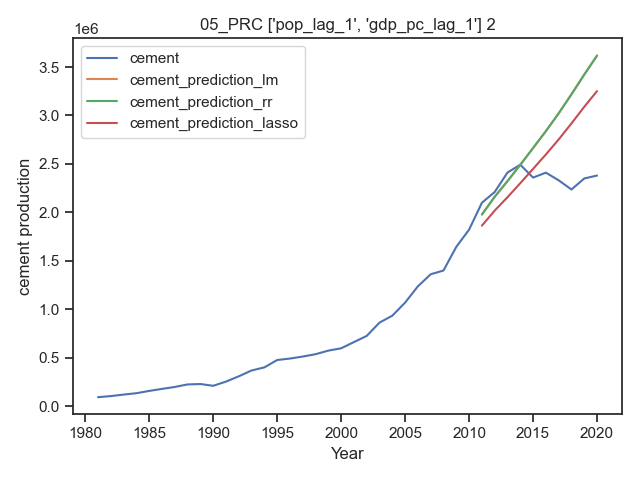 05_PRC ['pop_lag_1', 'gdp_pc_lag_1'] 2
1e6
cement
cement_prediction_lm
cement_prediction_rr
cement_prediction_lasso
cement production
3.5
3.0
2.5
2.0
1.5
1.0
0.5
0.0
1980 1985 1990 1995 2000 2005 2010 2015 2020
Year